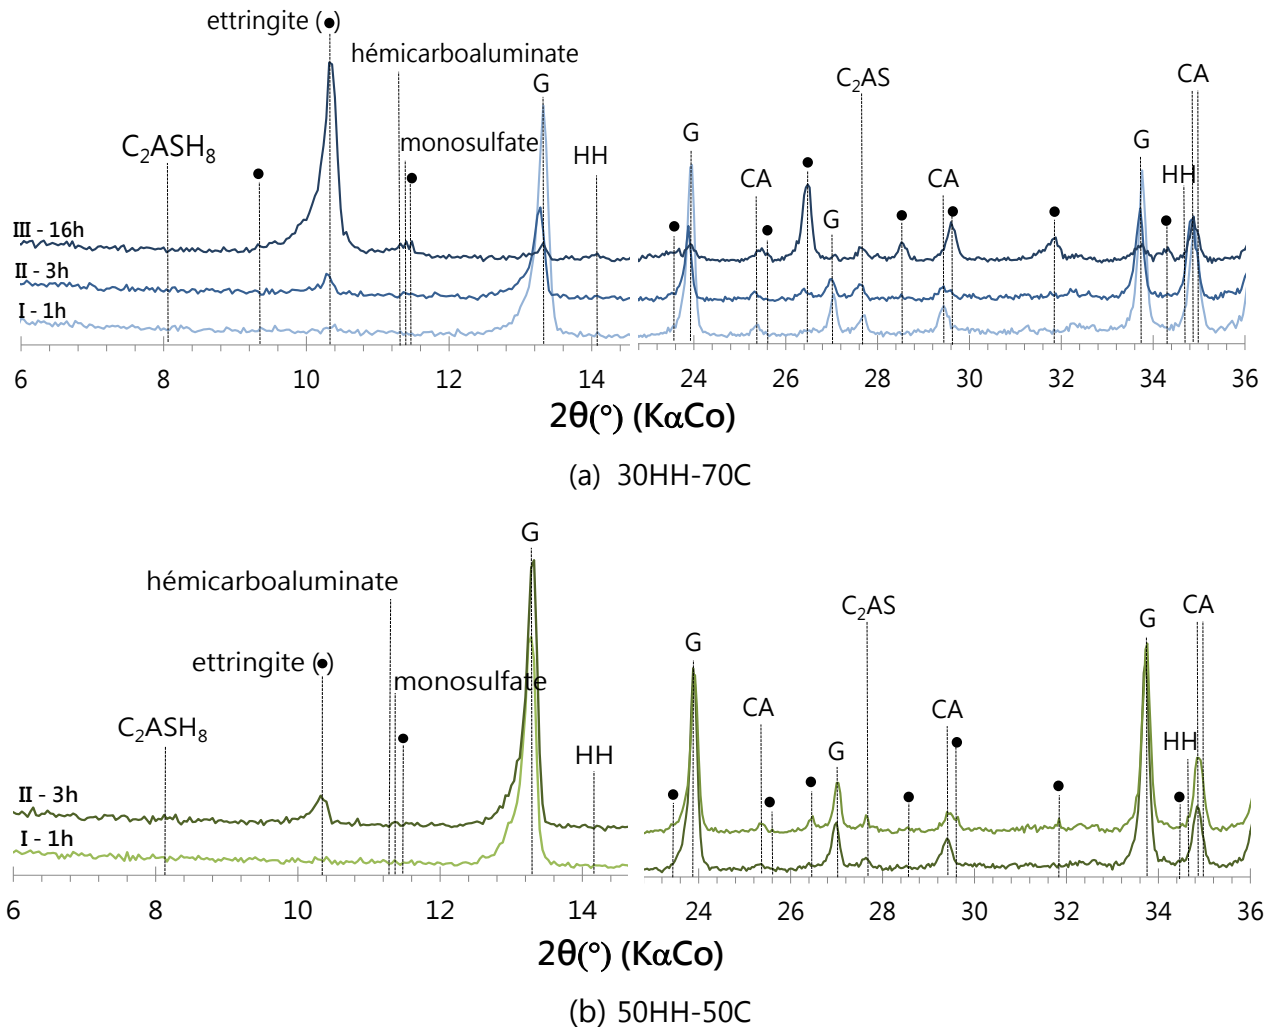 ettringite (●)
hémicarboaluminate
G
C₂AS
CA
C₂ASH₈
monosulfate
HH
G
CA
G
CA
G
HH
III - 16h
II - 3h
I - 1h
6 8 10 12 14 24 26 28 30 32 34 36
2θ(°) (KαCo)
(a) 30HH-70C
G
hémicarboaluminate
C₂AS
CA
G
G
ettringite (●)
monosulfate
CA
CA
C₂ASH₈
HH
G
HH
II - 3h
I - 1h
6 8 10 12 14 24 26 28 30 32 34 36
2θ(°) (KαCo)
(b) 50HH-50C